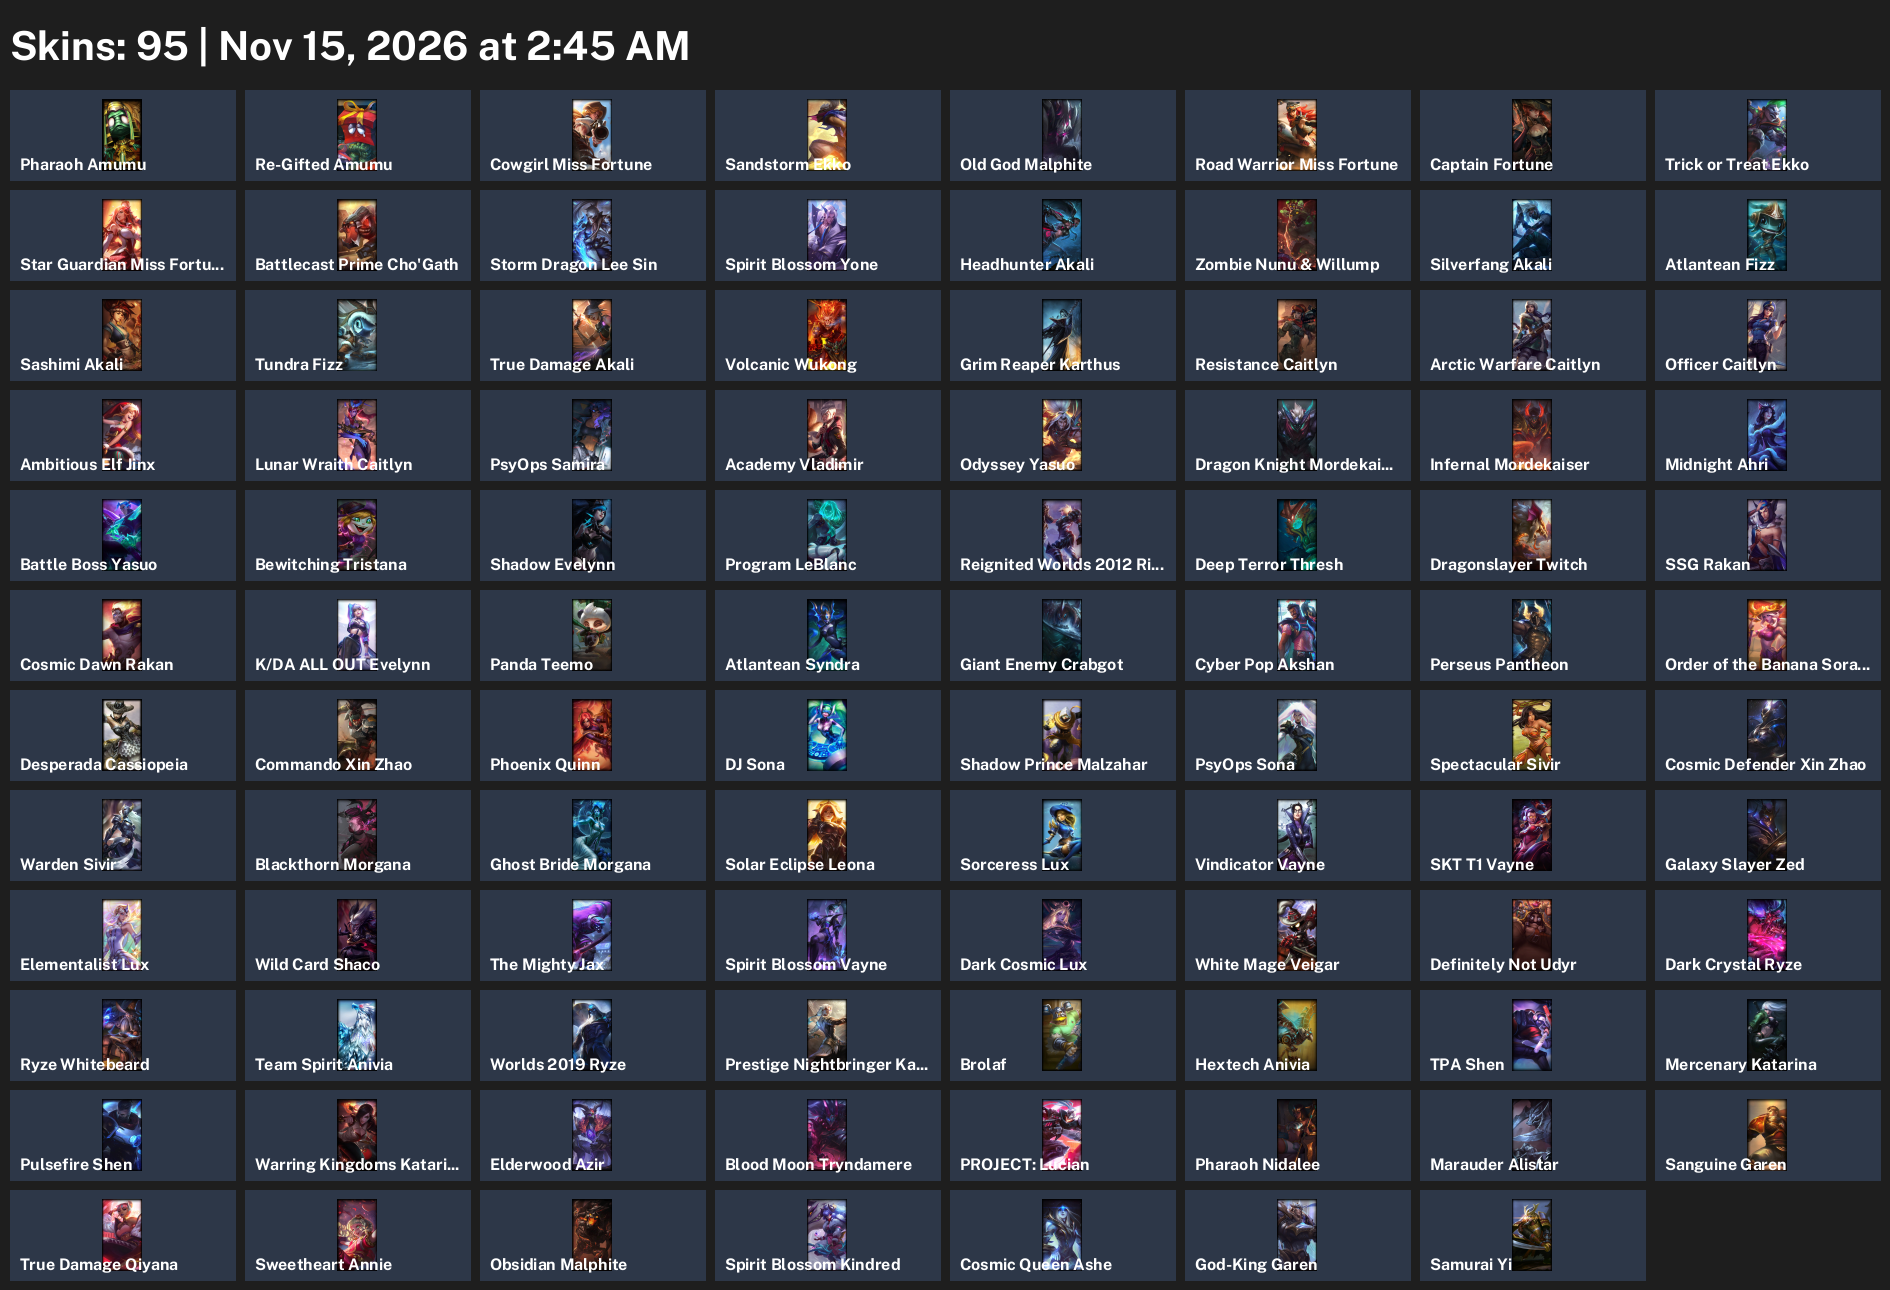 Skins: 95 | Nov 15, 2026 at 2:45 AM
Pharaoh Amumu
Re-Gifted Amumu
Cowgirl Miss Fortune
Sandstorm Ekko
Old God Malphite
Road Warrior Miss Fortune
Captain Fortune
Trick or Treat Ekko
Star Guardian Miss Fortu...
Battlecast Prime Cho'Gath
Storm Dragon Lee Sin
Spirit Blossom Yone
Headhunter Akali
Zombie Nunu & Willump
Silverfang Akali
Atlantean Fizz
Sashimi Akali
Tundra Fizz
True Damage Akali
Volcanic Wukong
Grim Reaper Karthus
Resistance Caitlyn
Arctic Warfare Caitlyn
Officer Caitlyn
Ambitious Elf Jinx
Lunar Wraith Caitlyn
PsyOps Samira
Academy Vladimir
Odyssey Yasuo
Dragon Knight Mordekai...
Infernal Mordekaiser
Midnight Ahri
Battle Boss Yasuo
Bewitching Tristana
Shadow Evelynn
Program LeBlanc
Reignited Worlds 2012 Ri...
Deep Terror Thresh
Dragonslayer Twitch
SSG Rakan
Cosmic Dawn Rakan
K/DA ALL OUT Evelynn
Panda Teemo
Atlantean Syndra
Giant Enemy Crabgot
Cyber Pop Akshan
Perseus Pantheon
Order of the Banana Sora...
Desperada Cassiopeia
Commando Xin Zhao
Phoenix Quinn
DJ Sona
Shadow Prince Malzahar
PsyOps Sona
Spectacular Sivir
Cosmic Defender Xin Zhao
Warden Sivir
Blackthorn Morgana
Ghost Bride Morgana
Solar Eclipse Leona
Sorceress Lux
Vindicator Vayne
SKT T1 Vayne
Galaxy Slayer Zed
Elementalist Lux
Wild Card Shaco
The Mighty Jax
Spirit Blossom Vayne
Dark Cosmic Lux
White Mage Veigar
Definitely Not Udyr
Dark Crystal Ryze
Ryze Whitebeard
Team Spirit Anivia
Worlds 2019 Ryze
Prestige Nightbringer Ka...
Brolaf
Hextech Anivia
TPA Shen
Mercenary Katarina
Pulsefire Shen
Warring Kingdoms Katari...
Elderwood Azir
Blood Moon Tryndamere
PROJECT: Lucian
Pharaoh Nidalee
Marauder Alistar
Sanguine Garen
True Damage Qiyana
Sweetheart Annie
Obsidian Malphite
Spirit Blossom Kindred
Cosmic Queen Ashe
God-King Garen
Samurai Yi